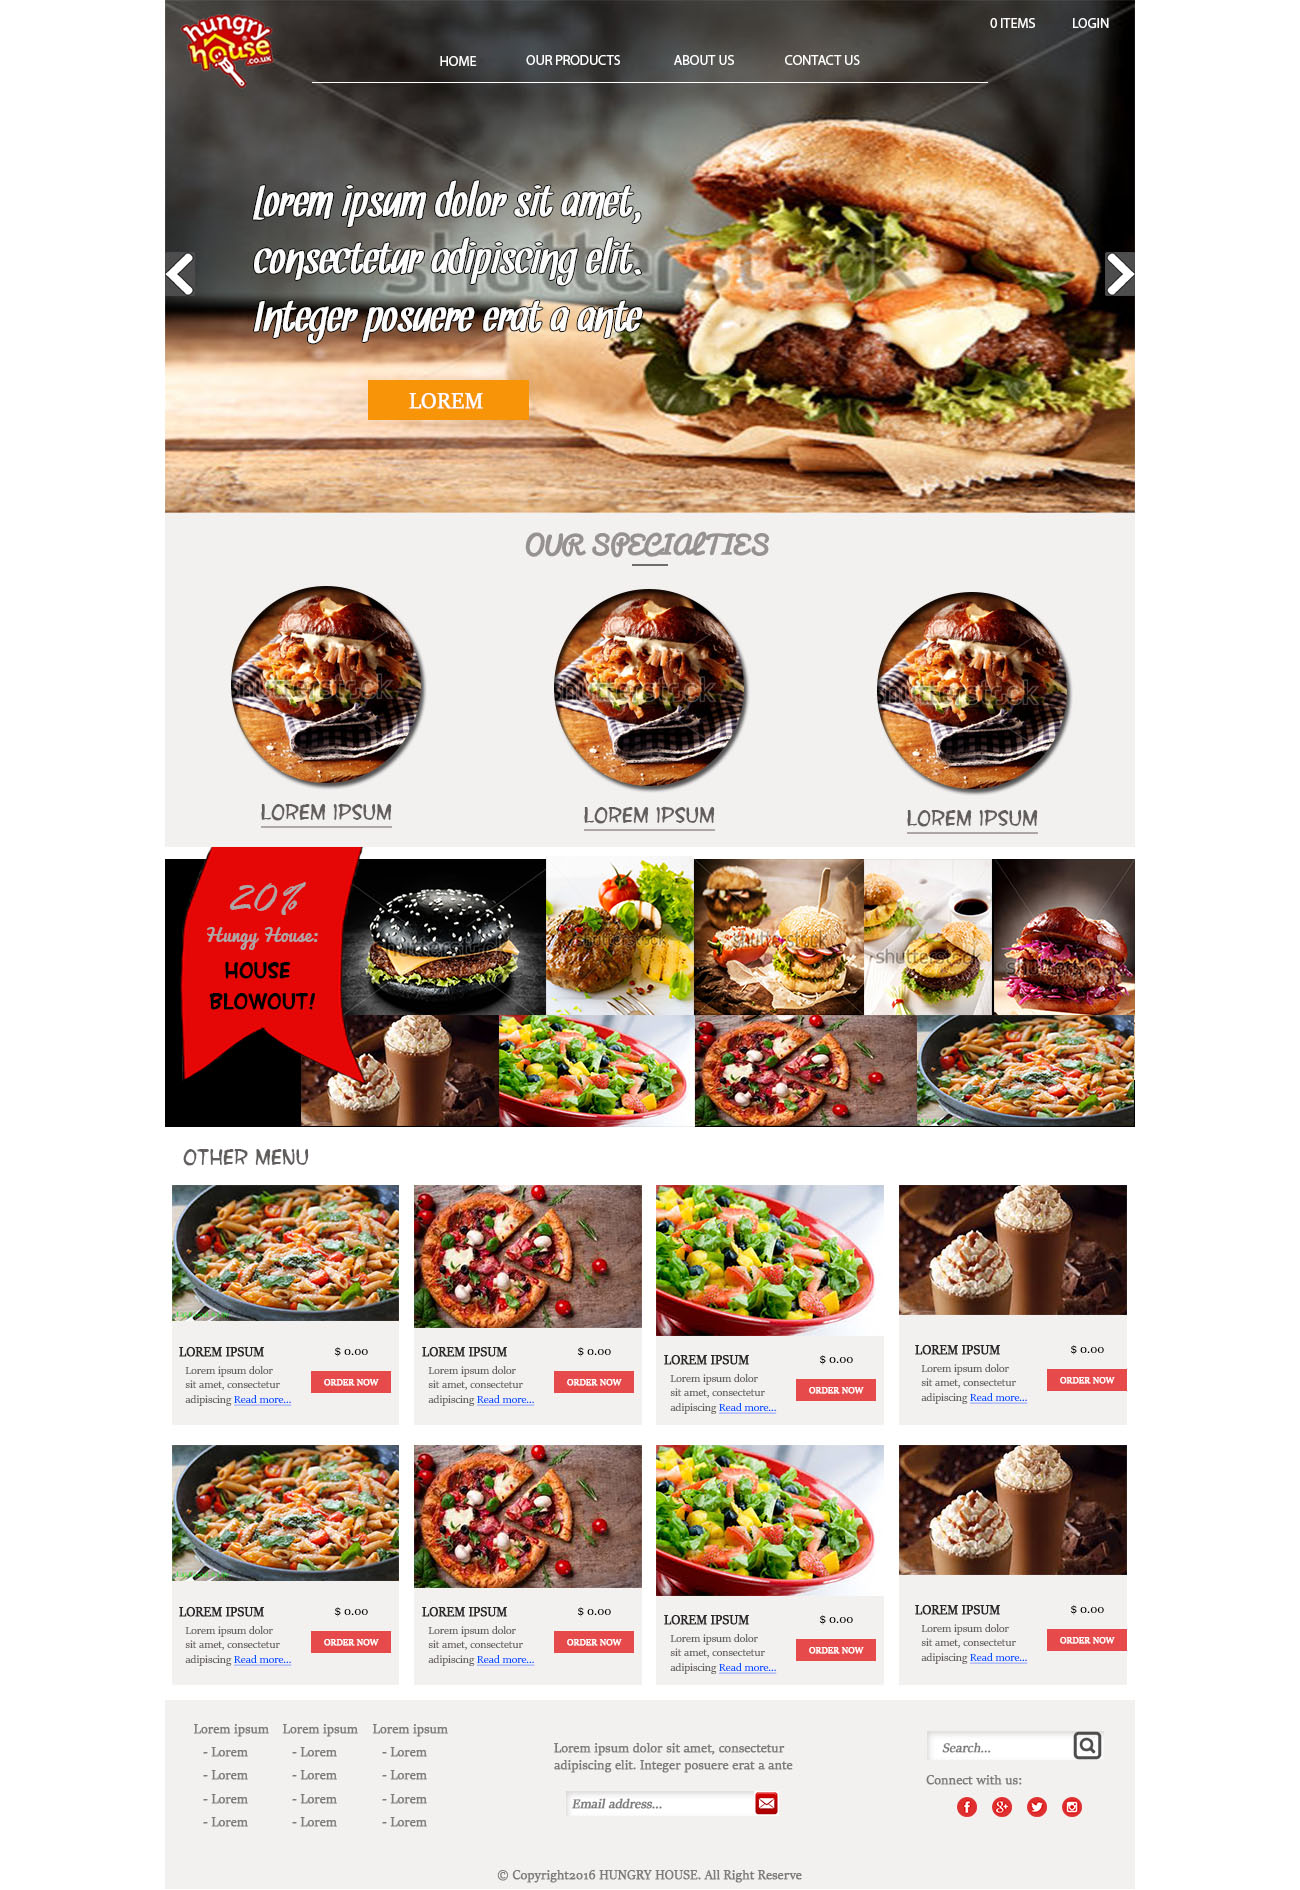 hungry
house
.co.uk
0 ITEMS
LOGIN
HOME
OUR PRODUCTS
ABOUT US
CONTACT US
Lorem ipsum dolor sit amet,
consectetur adipiscing elit.
Integer posuere erat a ante
shutterstock
LOREM
OUR SPECIALTIES
shutterstock
shutterstock
shutterstock
LOREM IPSUM
LOREM IPSUM
LOREM IPSUM
20%
Hungy House:
HOUSE
BLOWOUT!
shutterstock
shutterstock
shutterstock
shutterstock
shutterstock
OTHER MENU
LOREM IPSUM
$ 0.00
Lorem ipsum dolor
sit amet, consectetur
adipiscing Read more...
ORDER NOW
LOREM IPSUM
$ 0.00
Lorem ipsum dolor
sit amet, consectetur
adipiscing Read more...
ORDER NOW
LOREM IPSUM
$ 0.00
Lorem ipsum dolor
sit amet, consectetur
adipiscing Read more...
ORDER NOW
LOREM IPSUM
$ 0.00
Lorem ipsum dolor
sit amet, consectetur
adipiscing Read more...
ORDER NOW
LOREM IPSUM
$ 0.00
Lorem ipsum dolor
sit amet, consectetur
adipiscing Read more...
ORDER NOW
LOREM IPSUM
$ 0.00
Lorem ipsum dolor
sit amet, consectetur
adipiscing Read more...
ORDER NOW
LOREM IPSUM
$ 0.00
Lorem ipsum dolor
sit amet, consectetur
adipiscing Read more...
ORDER NOW
LOREM IPSUM
$ 0.00
Lorem ipsum dolor
sit amet, consectetur
adipiscing Read more...
ORDER NOW
Lorem ipsum
- Lorem
- Lorem
- Lorem
- Lorem
Lorem ipsum
- Lorem
- Lorem
- Lorem
- Lorem
Lorem ipsum
- Lorem
- Lorem
- Lorem
- Lorem
Lorem ipsum dolor sit amet, consectetur
adipiscing elit. Integer posuere erat a ante
Email address...
Search...
Connect with us:
© Copyright2016 HUNGRY HOUSE. All Right Reserve